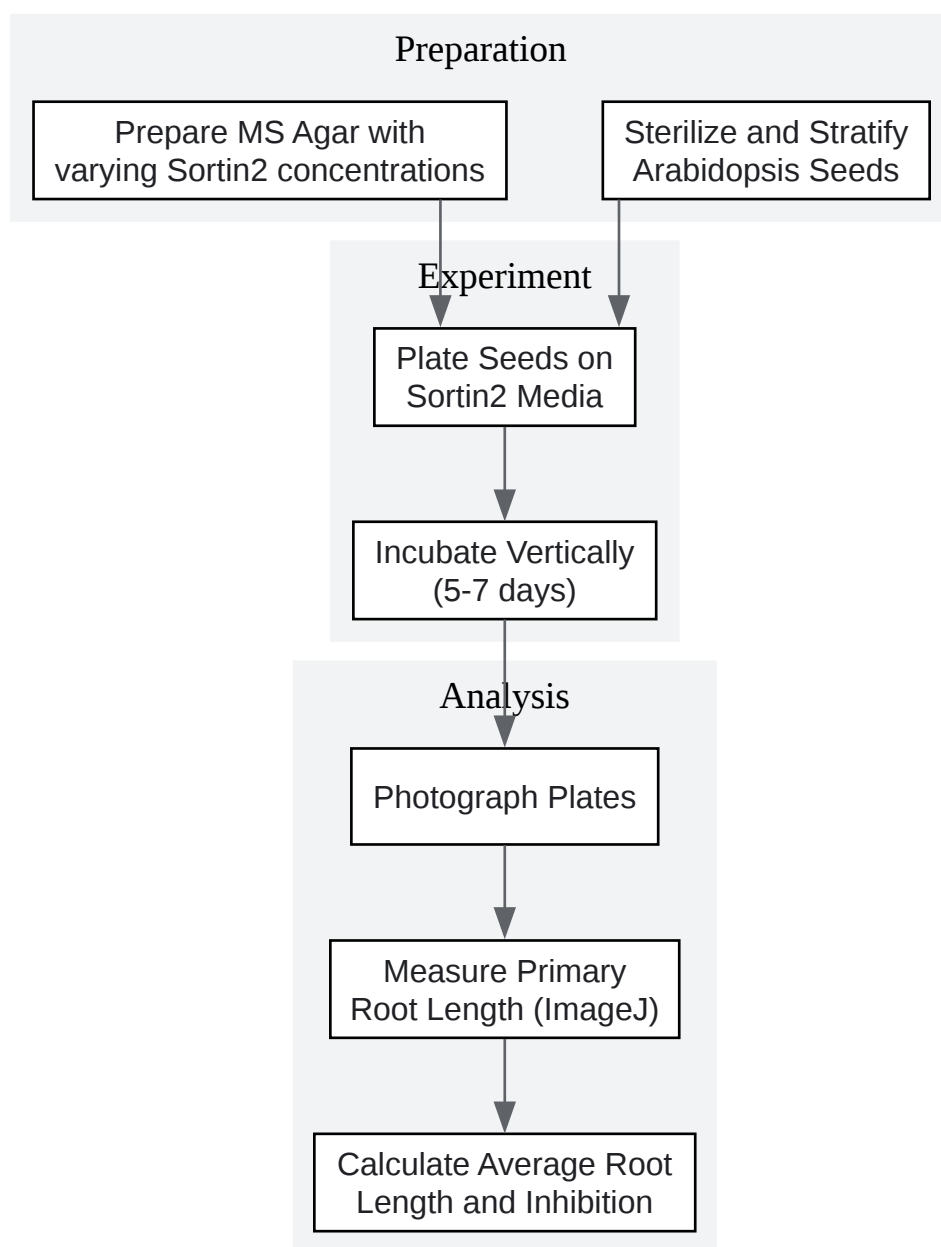 Preparation
Prepare MS Agar with
varying Sortin2 concentrations
Sterilize and Stratify
Arabidopsis Seeds
Experiment
Plate Seeds on
Sortin2 Media
Incubate Vertically
(5-7 days)
Analysis
Photograph Plates
Measure Primary
Root Length (ImageJ)
Calculate Average Root
Length and Inhibition